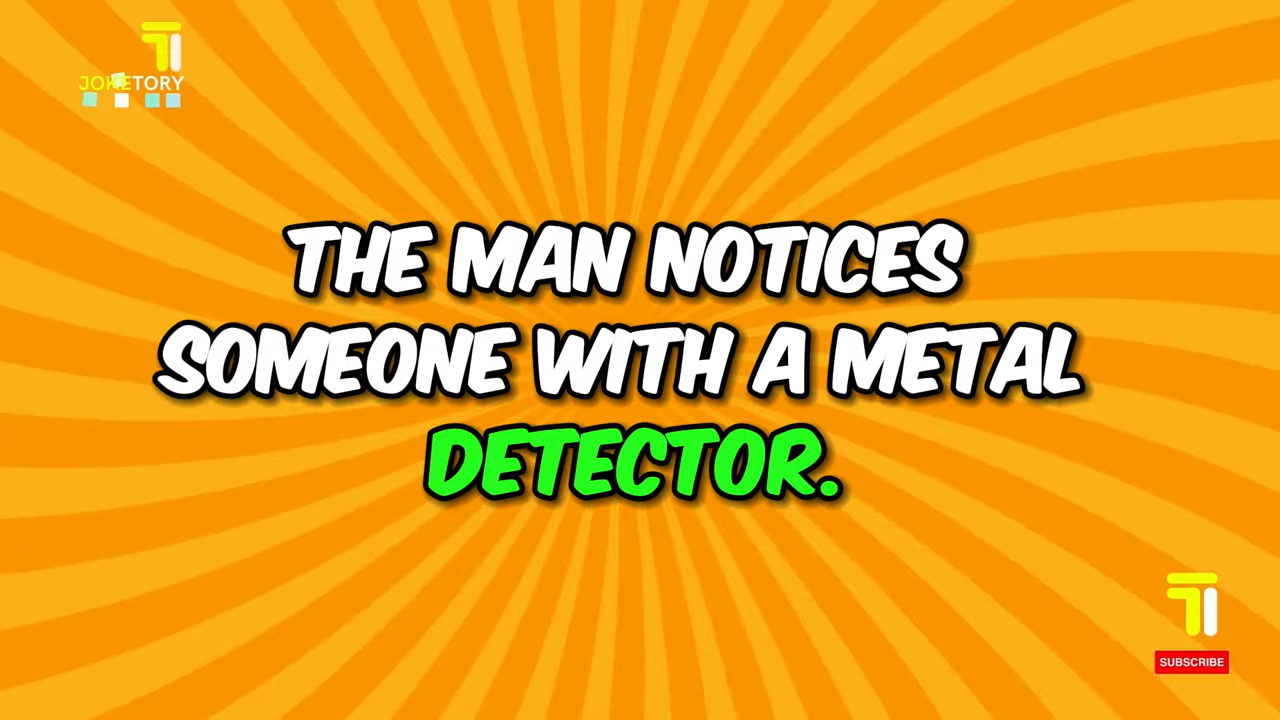 JOKETORY
THE MAN NOTICES
SOMEONE WITH A METAL
DETECTOR.
SUBSCRIBE